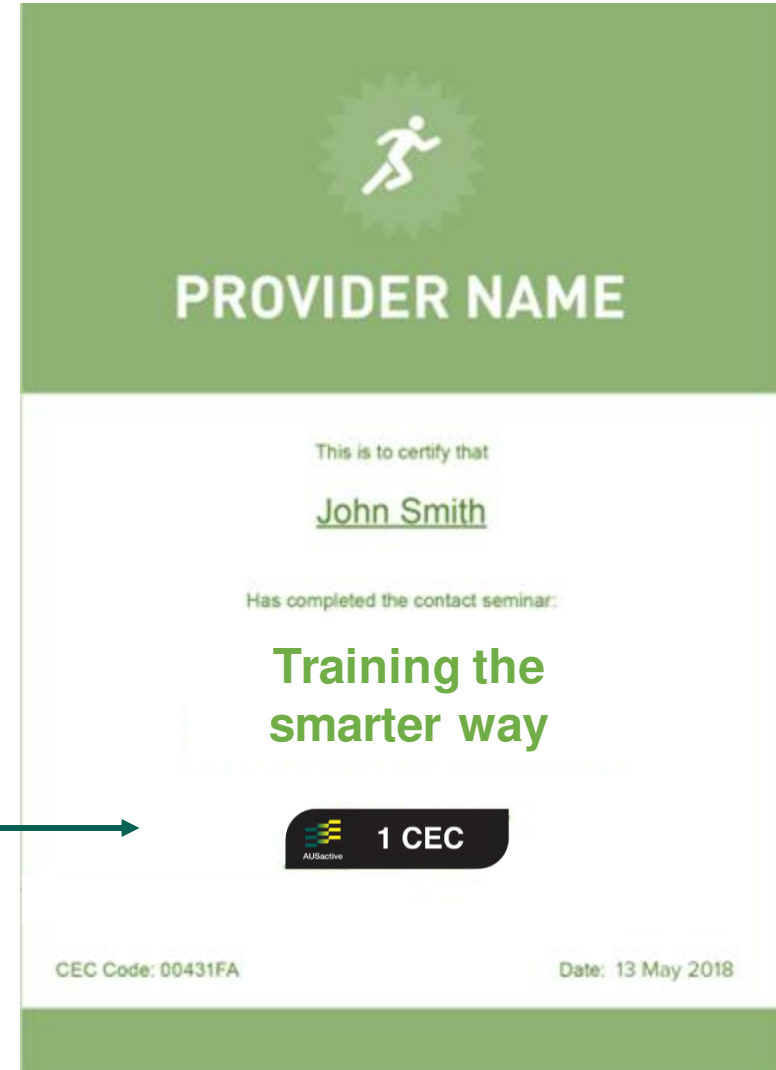 PROVIDER NAME
This is to certify that
John Smith
Has completed the contact seminar:
Training the
smarter way
AUSactive
1 CEC
CEC Code: 00431FA
Date: 13 May 2018